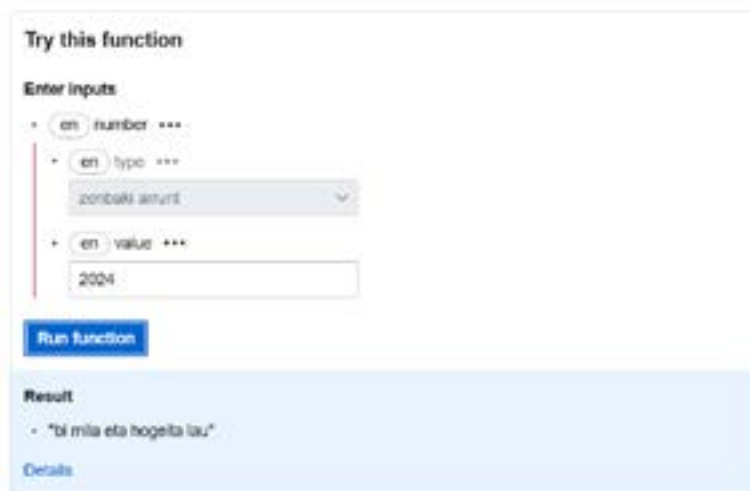 Try this function
Enter inputs
en number •••
en type •••
zenbaki arrunt
en value •••
2024
Run function
Result
"bi mila eta hogeita lau"
Details